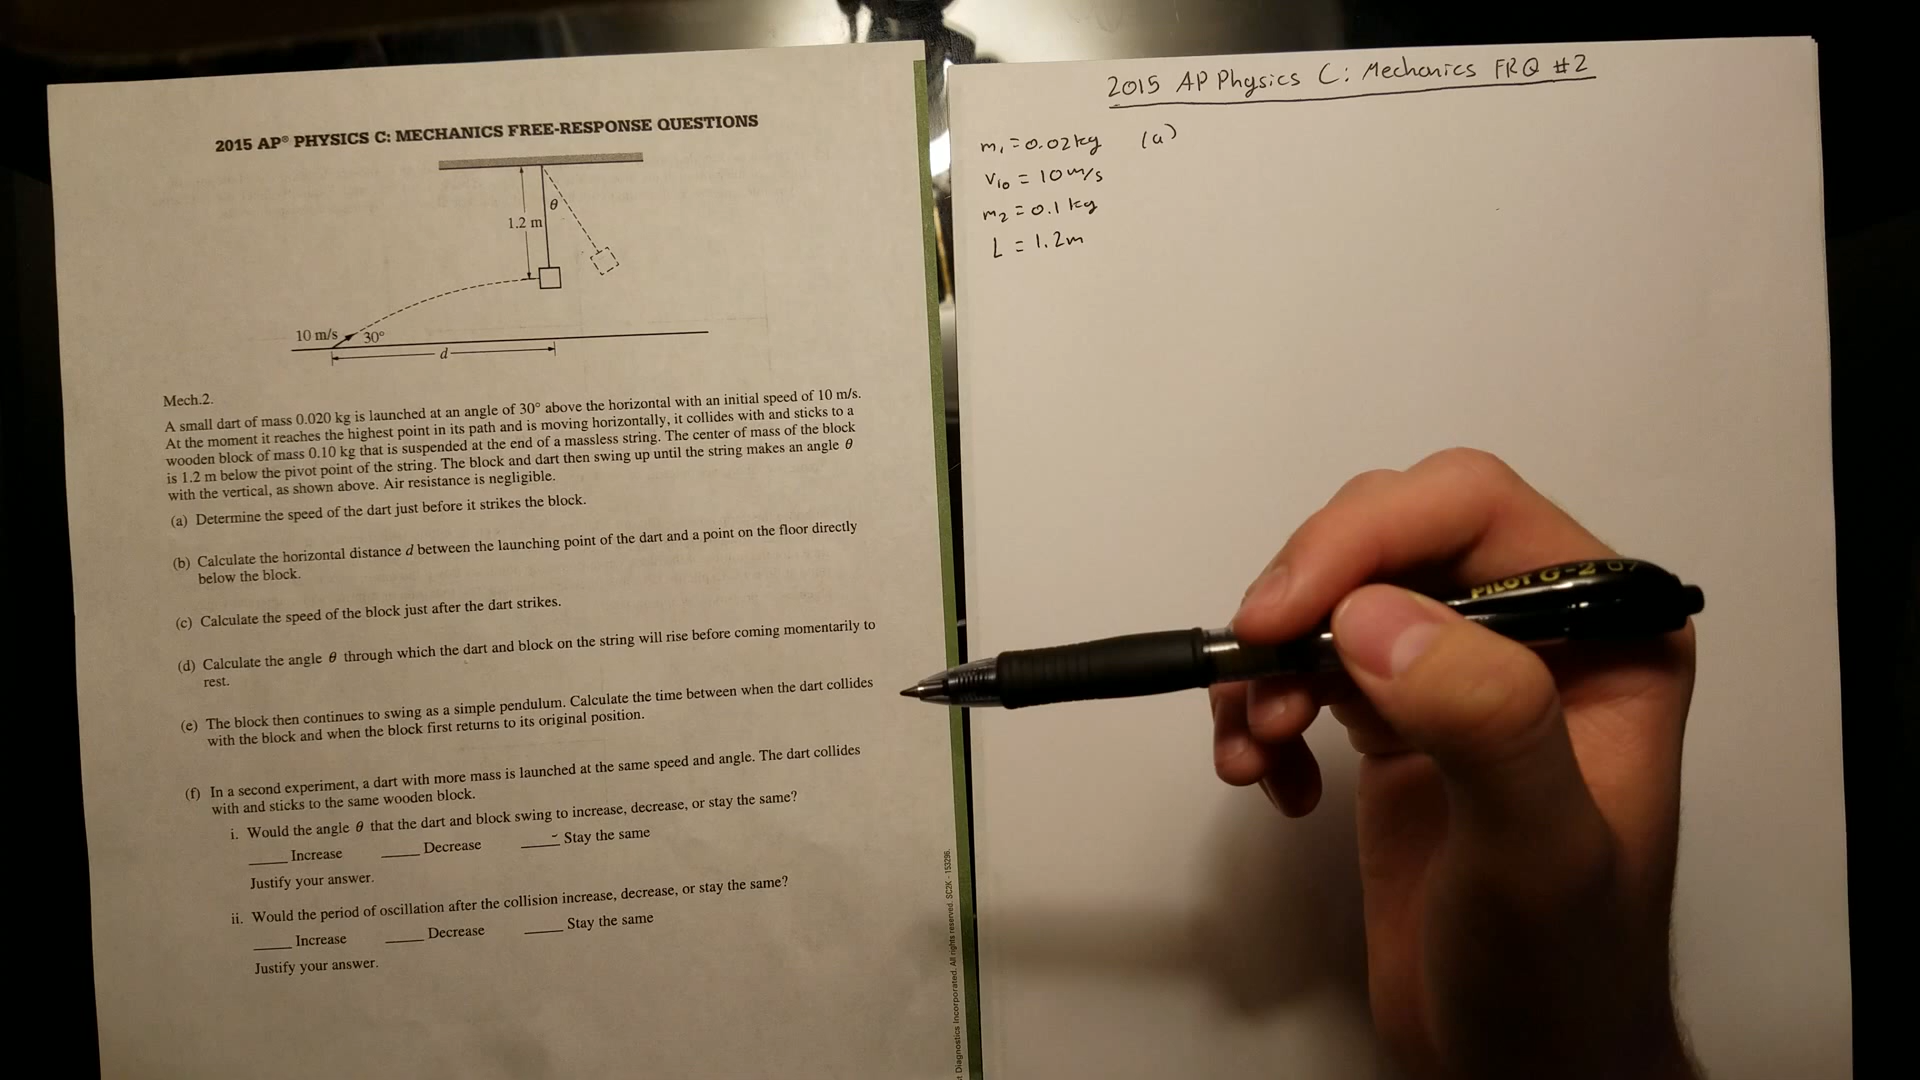 2015 AP® PHYSICS C: MECHANICS FREE-RESPONSE QUESTIONS
θ
1.2 m
10 m/s
30°
d
Mech.2.
A small dart of mass 0.020 kg is launched at an angle of 30° above the horizontal with an initial speed of 10 m/s.
At the moment it reaches the highest point in its path and is moving horizontally, it collides with and sticks to a
wooden block of mass 0.10 kg that is suspended at the end of a massless string. The center of mass of the block
is 1.2 m below the pivot point of the string. The block and dart then swing up until the string makes an angle θ
with the vertical, as shown above. Air resistance is negligible.
(a) Determine the speed of the dart just before it strikes the block.
(b) Calculate the horizontal distance d between the launching point of the dart and a point on the floor directly
below the block.
(c) Calculate the speed of the block just after the dart strikes.
(d) Calculate the angle θ through which the dart and block on the string will rise before coming momentarily to
rest.
(e) The block then continues to swing as a simple pendulum. Calculate the time between when the dart collides
with the block and when the block first returns to its original position.
(f) In a second experiment, a dart with more mass is launched at the same speed and angle. The dart collides
with and sticks to the same wooden block.
i. Would the angle θ that the dart and block swing to increase, decrease, or stay the same?
____ Increase ____ Decrease ____ Stay the same
Justify your answer.
ii. Would the period of oscillation after the collision increase, decrease, or stay the same?
____ Increase ____ Decrease ____ Stay the same
Justify your answer.
Diagnostics Incorporated. All rights reserved. SC2K - 153286.
2015 AP Physics C: Mechanics FRQ #2
m₁ = 0.02 kg (a)
v₁₀ = 10 m/s
m₂ = 0.1 kg
L = 1.2m
PILOT G-2 07